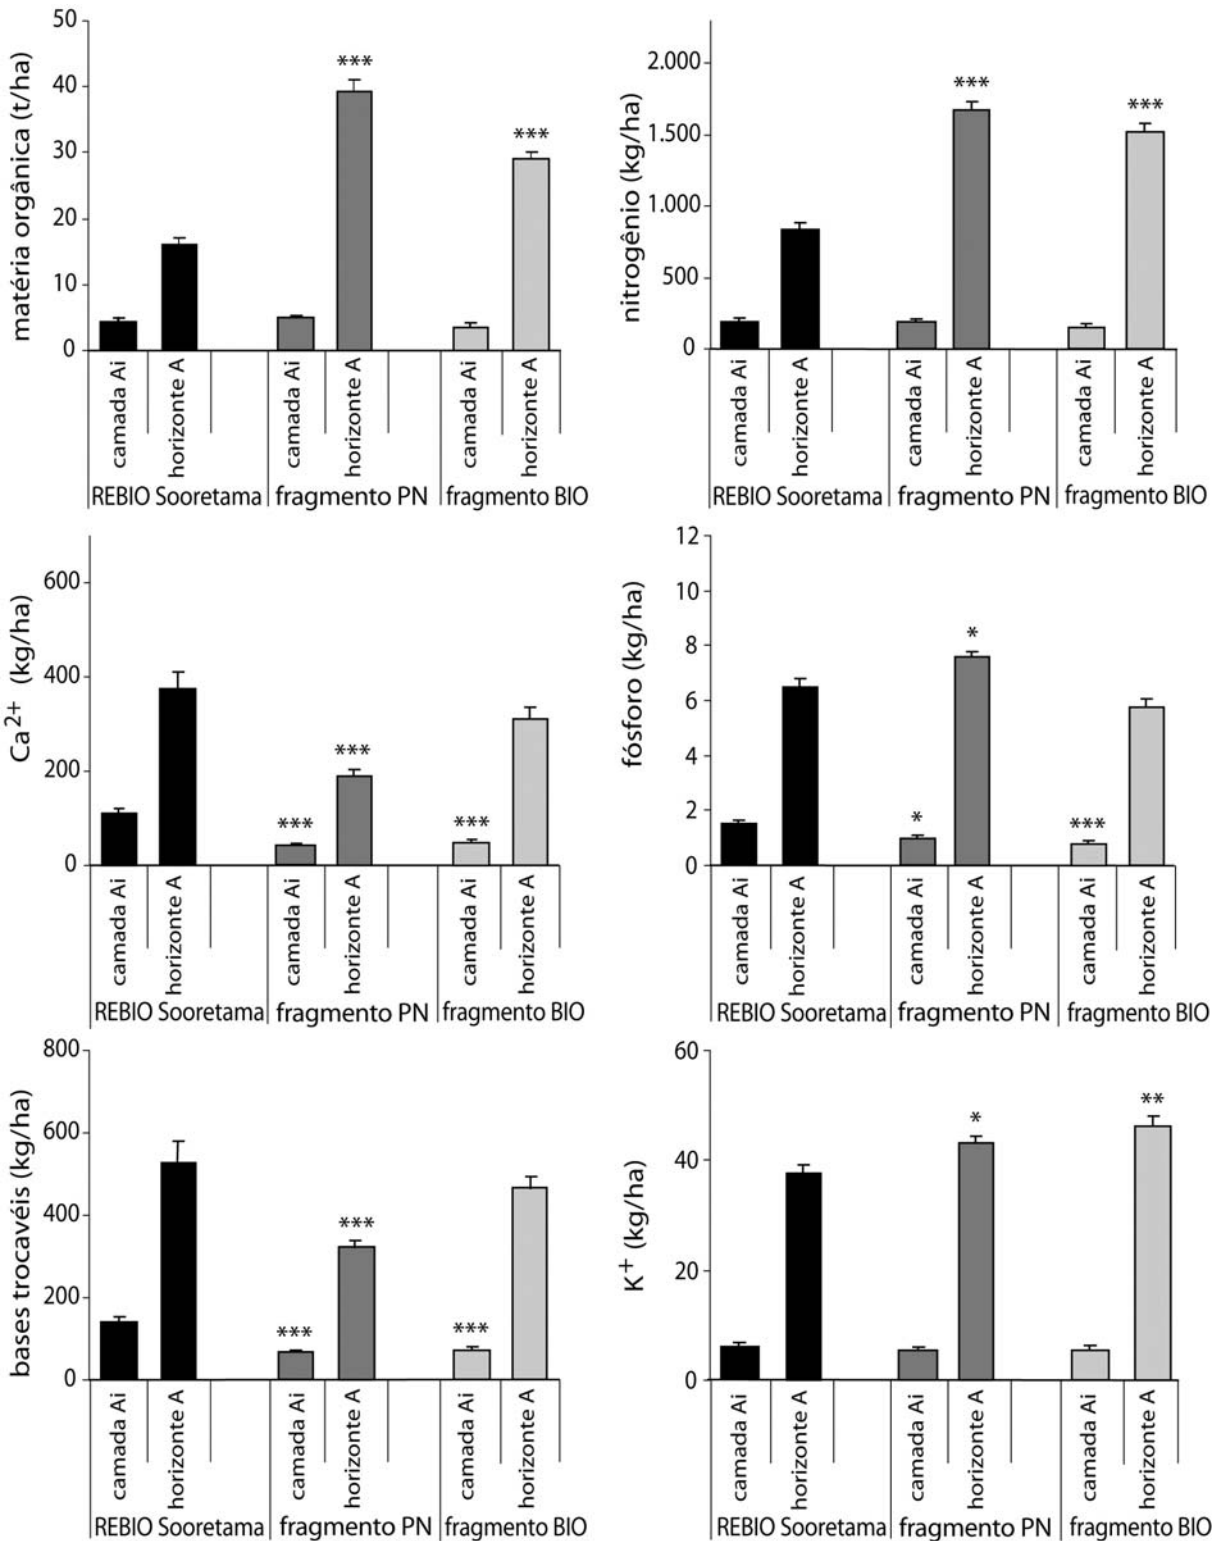 matéria orgânica (t/ha)
50
40
30
20
10
0
***
***
camada Ai
horizonte A
camada Ai
horizonte A
camada Ai
horizonte A
REBIO Sooretama
fragmento PN
fragmento BIO
nitrogênio (kg/ha)
2.000
1.500
1.000
500
0
***
***
camada Ai
horizonte A
camada Ai
horizonte A
camada Ai
horizonte A
REBIO Sooretama
fragmento PN
fragmento BIO
Ca2+ (kg/ha)
600
400
200
0
***
***
***
camada Ai
horizonte A
camada Ai
horizonte A
camada Ai
horizonte A
REBIO Sooretama
fragmento PN
fragmento BIO
fósforo (kg/ha)
12
10
8
6
4
2
0
*
*
***
camada Ai
horizonte A
camada Ai
horizonte A
camada Ai
horizonte A
REBIO Sooretama
fragmento PN
fragmento BIO
bases trocavéis (kg/ha)
800
600
400
200
0
***
***
***
camada Ai
horizonte A
camada Ai
horizonte A
camada Ai
horizonte A
REBIO Sooretama
fragmento PN
fragmento BIO
K+ (kg/ha)
60
40
20
0
*
**
camada Ai
horizonte A
camada Ai
horizonte A
camada Ai
horizonte A
REBIO Sooretama
fragmento PN
fragmento BIO